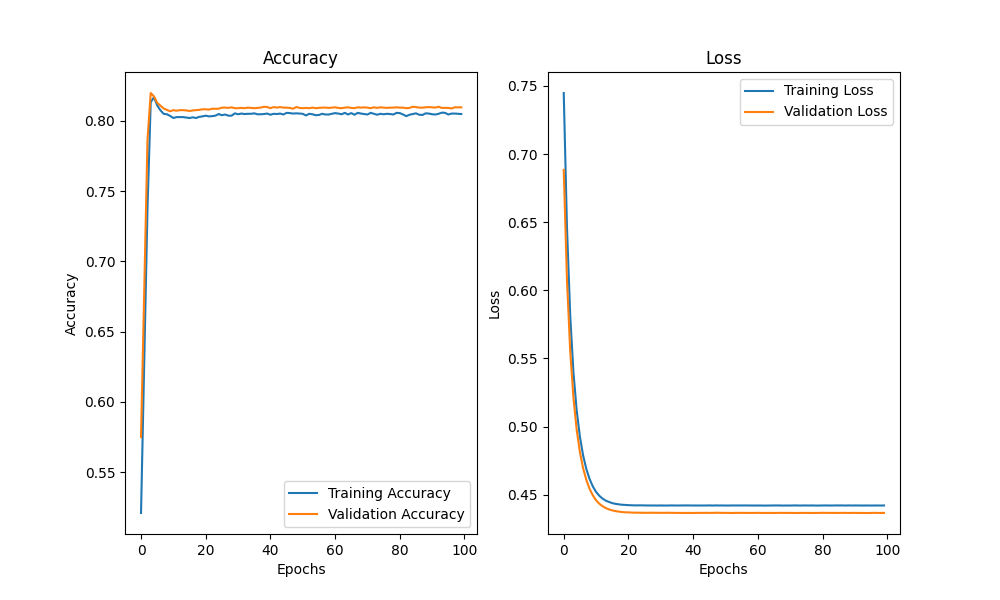 Accuracy
0.80
0.75
0.70
0.65
0.60
0.55
Accuracy
Training Accuracy
Validation Accuracy
0 20 40 60 80 100
Epochs
Loss
0.75
0.70
0.65
0.60
0.55
0.50
0.45
Loss
Training Loss
Validation Loss
0 20 40 60 80 100
Epochs